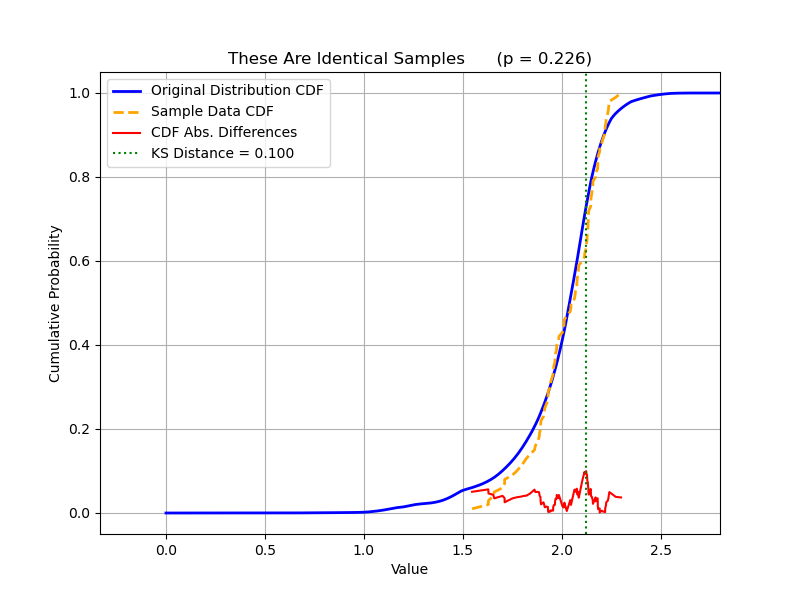 These Are Identical Samples      (p = 0.226)
Original Distribution CDF
Sample Data CDF
CDF Abs. Differences
KS Distance = 0.100
Cumulative Probability
1.0
0.8
0.6
0.4
0.2
0.0
0.0 0.5 1.0 1.5 2.0 2.5
Value